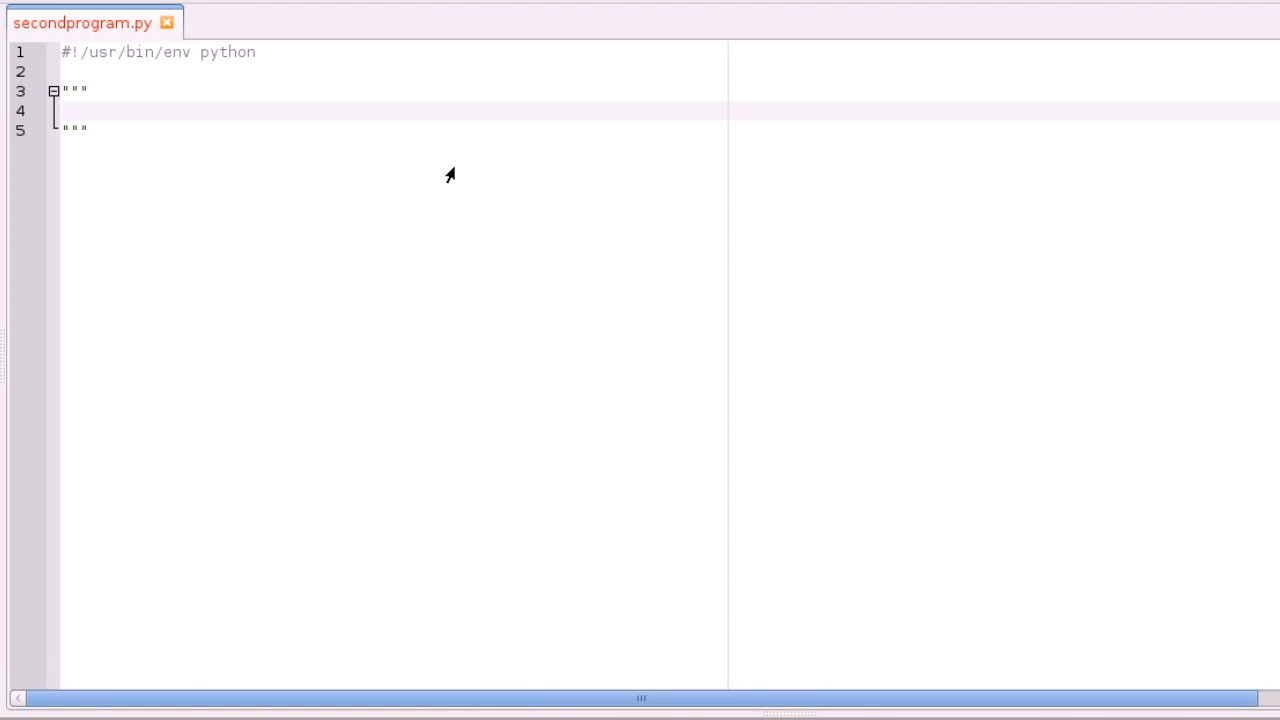 secondprogram.py
1 #!/usr/bin/env python
2
3 """
4
5 """